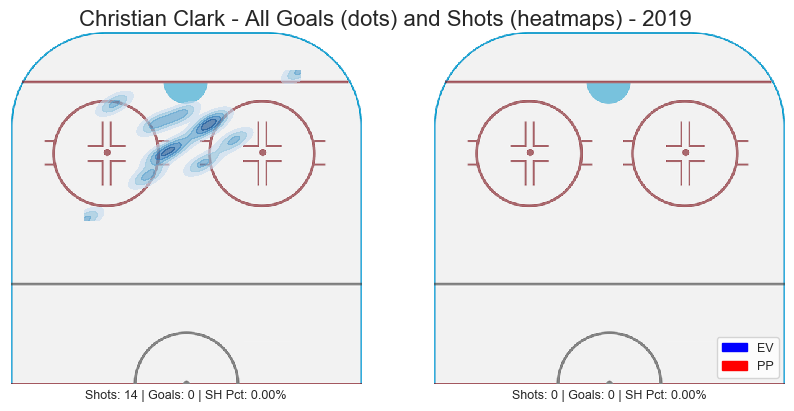 Christian Clark - All Goals (dots) and Shots (heatmaps) - 2019
EV
PP
Shots: 14 | Goals: 0 | SH Pct: 0.00%
Shots: 0 | Goals: 0 | SH Pct: 0.00%